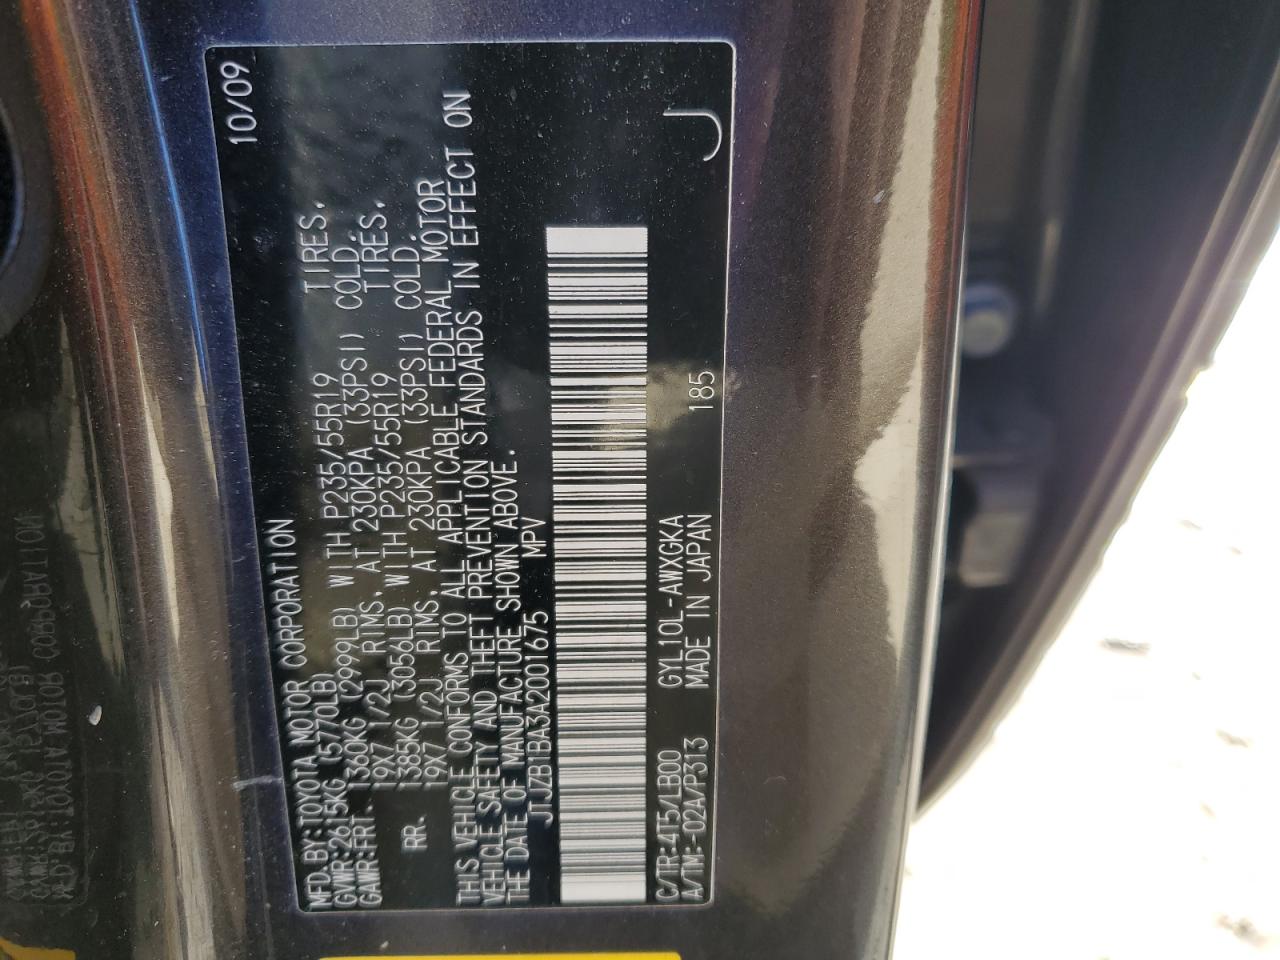 MFD.BY:TOYOTA MOTOR CORPORATION 10/09
GVWR:2615KG (5770LB)
GAWR:FRT. 1360KG (2999LB) WITH P235/55R19 TIRES,
19X7 1/2J RIMS, AT 230KPA (33PSI) COLD.
RR. 1385KG (3056LB) WITH P235/55R19 TIRES,
19X7 1/2J RIMS, AT 230KPA (33PSI) COLD.
THIS VEHICLE CONFORMS TO ALL APPLICABLE FEDERAL MOTOR
VEHICLE SAFETY AND THEFT PREVENTION STANDARDS IN EFFECT ON
THE DATE OF MANUFACTURE SHOWN ABOVE.
JTJZB1BA3A2001675 MPV
C/TR:4T5/LB00 GYL10L-AWXGKA
A/TM:-02A/P313 MADE IN JAPAN 185 J